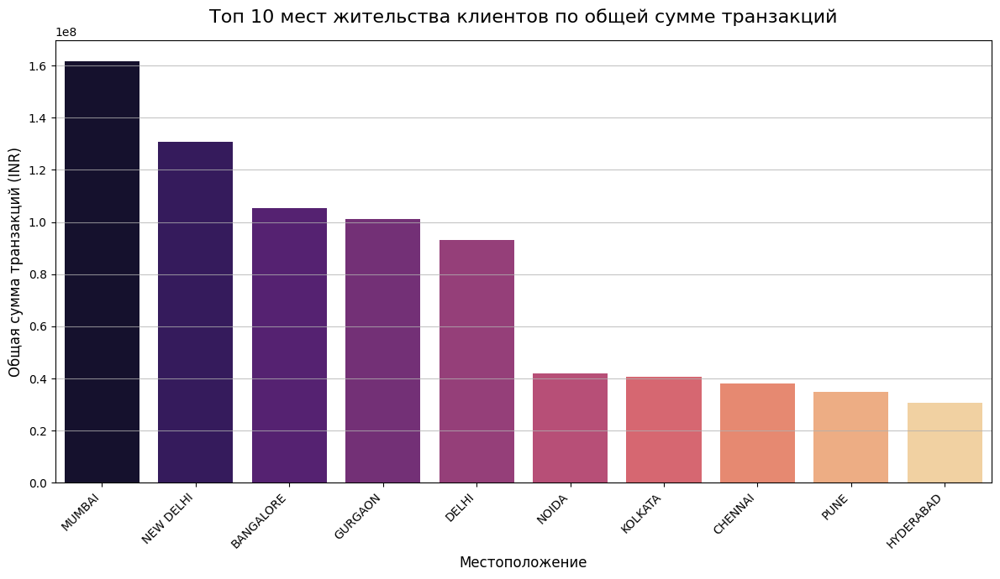 Топ 10 мест жительства клиентов по общей сумме транзакций
1e8
Общая сумма транзакций (INR)
1.6
1.4
1.2
1.0
0.8
0.6
0.4
0.2
0.0
MUMBAI
NEW DELHI
BANGALORE
GURGAON
DELHI
NOIDA
KOLKATA
CHENNAI
PUNE
HYDERABAD
Местоположение